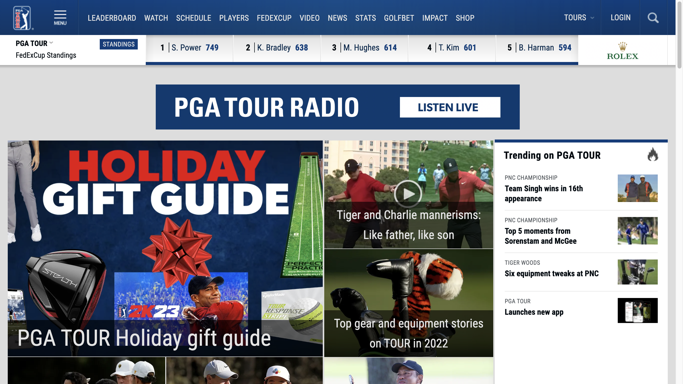 MENU
LEADERBOARD WATCH SCHEDULE PLAYERS FEDEXCUP VIDEO NEWS STATS GOLFBET IMPACT SHOP
TOURS LOGIN
PGA TOUR
STANDINGS
FedExCup Standings
1 S. Power 749
2 K. Bradley 638
3 M. Hughes 614
4 T. Kim 601
5 B. Harman 594
ROLEX
PGA TOUR RADIO
LISTEN LIVE
HOLIDAY
GIFT GUIDE
STEALTH
PERFECT PRACTICE
2K23
PGA TOUR Holiday gift guide
Tiger and Charlie mannerisms:
Like father, like son
Top gear and equipment stories
on TOUR in 2022
Trending on PGA TOUR
PNC CHAMPIONSHIP
Team Singh wins in 16th
appearance
PNC CHAMPIONSHIP
Top 5 moments from
Sorenstam and McGee
TIGER WOODS
Six equipment tweaks at PNC
PGA TOUR
Launches new app